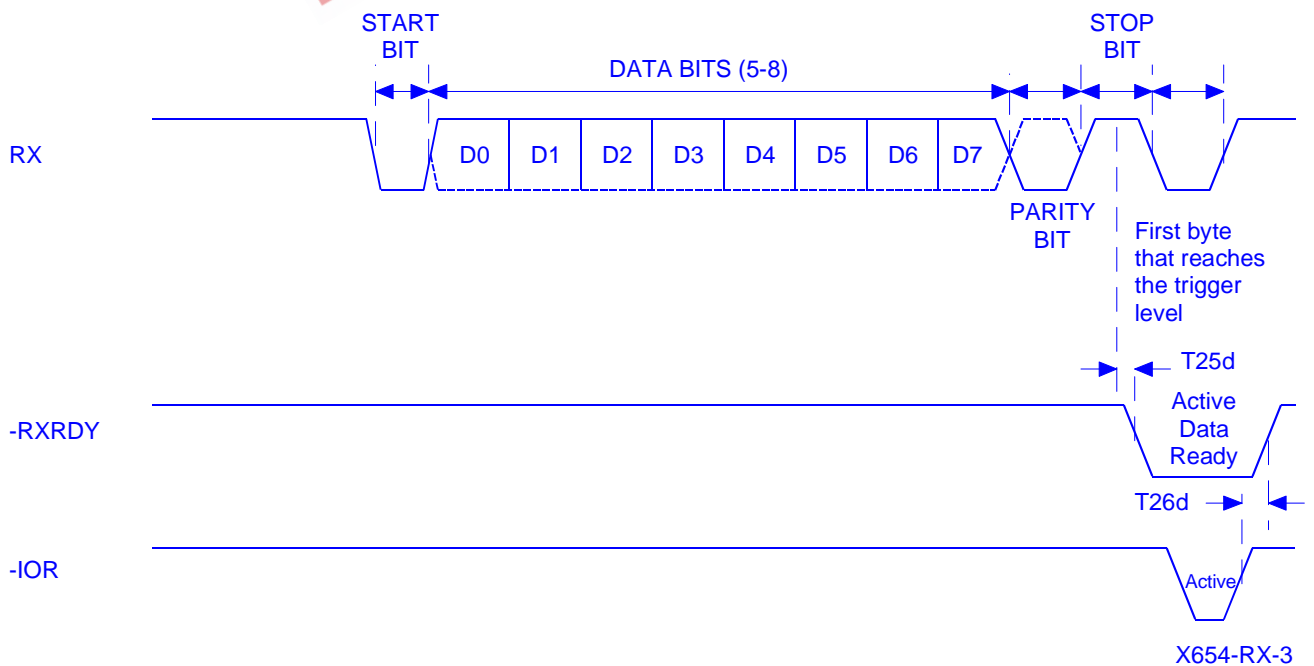 START
BIT
STOP
BIT
DATA BITS (5-8)
RX
D0 D1 D2 D3 D4 D5 D6 D7
PARITY
BIT
First byte
that reaches
the trigger
level
T25d
-RXRDY
Active
Data
Ready
T26d
-IOR
Active
X654-RX-3